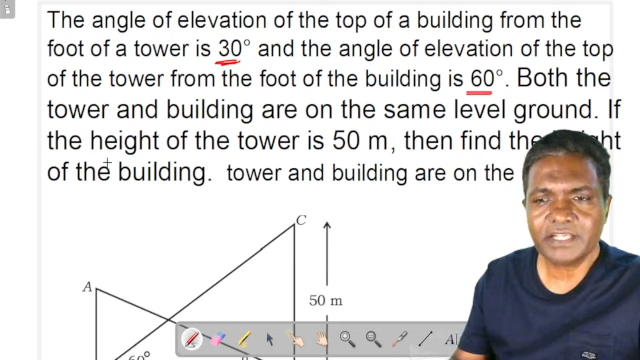 The angle of elevation of the top of a building from the
foot of a tower is 30° and the angle of elevation of the top
of the tower from the foot of the building is 60°. Both the
tower and building are on the same level ground. If
the height of the tower is 50 m, then find the
of the building. tower and building are on the
C
A
50 m
60°
A